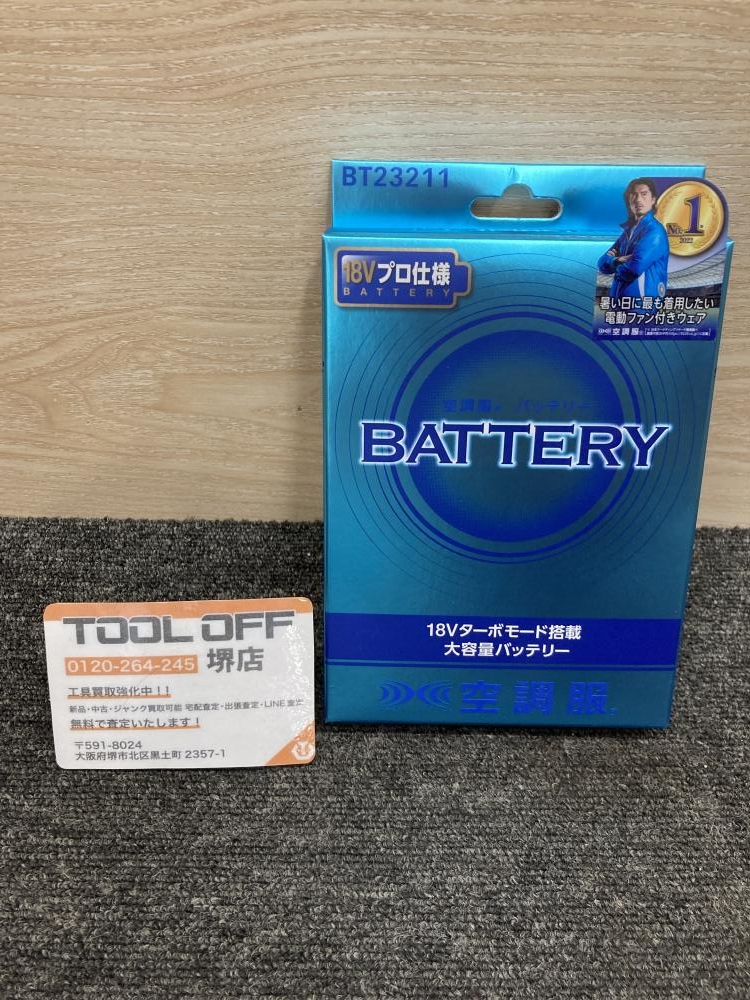 BT23211
18Vプロ仕様
BATTERY
No.1
2022
暑い日に最も着用したい
電動ファン付きウェア
空調服®
空調服® バッテリー
BATTERY
18Vターボモード搭載
大容量バッテリー
空調服
TOOL OFF
0120-264-245 堺店
工具買取強化中!!
新品・中古・ジャンク買取可能 宅配査定・出張査定・LINE査定
無料で査定いたします!
〒591-8024
大阪府堺市北区黒土町2357-1